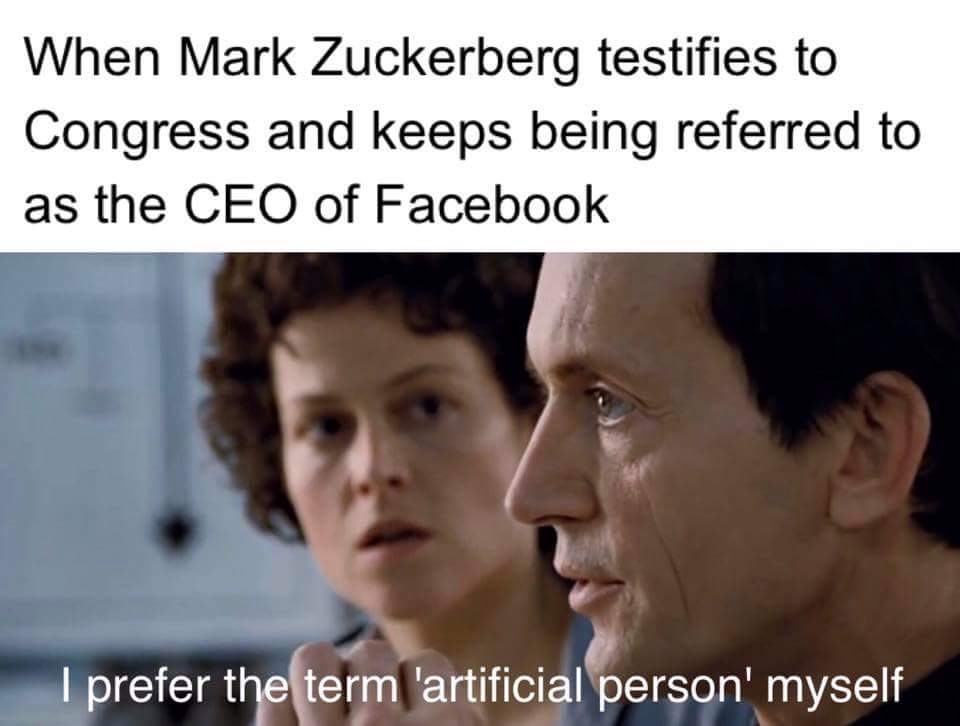 When Mark Zuckerberg testifies to
Congress and keeps being referred to
as the CEO of Facebook
I prefer the term 'artificial person' myself